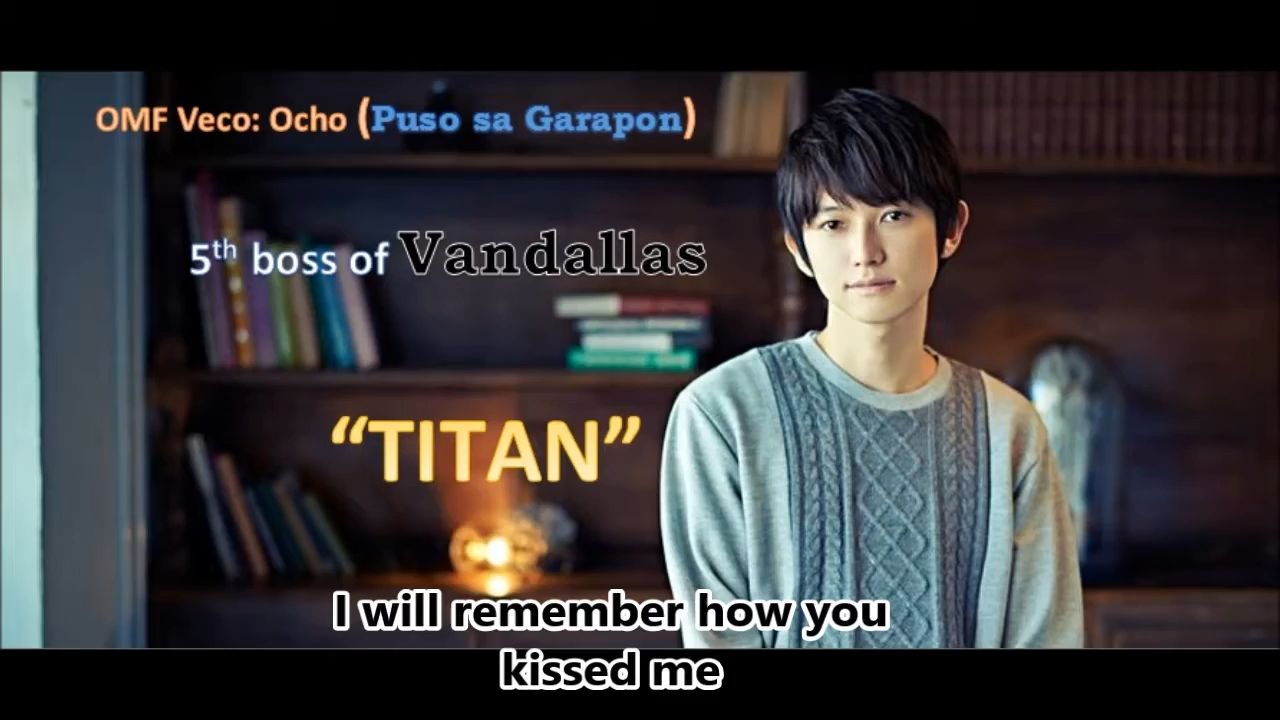 OMF Veco: Ocho (Puso sa Garapon)
5th boss of Vandallas
“TITAN”
I will remember how you
kissed me